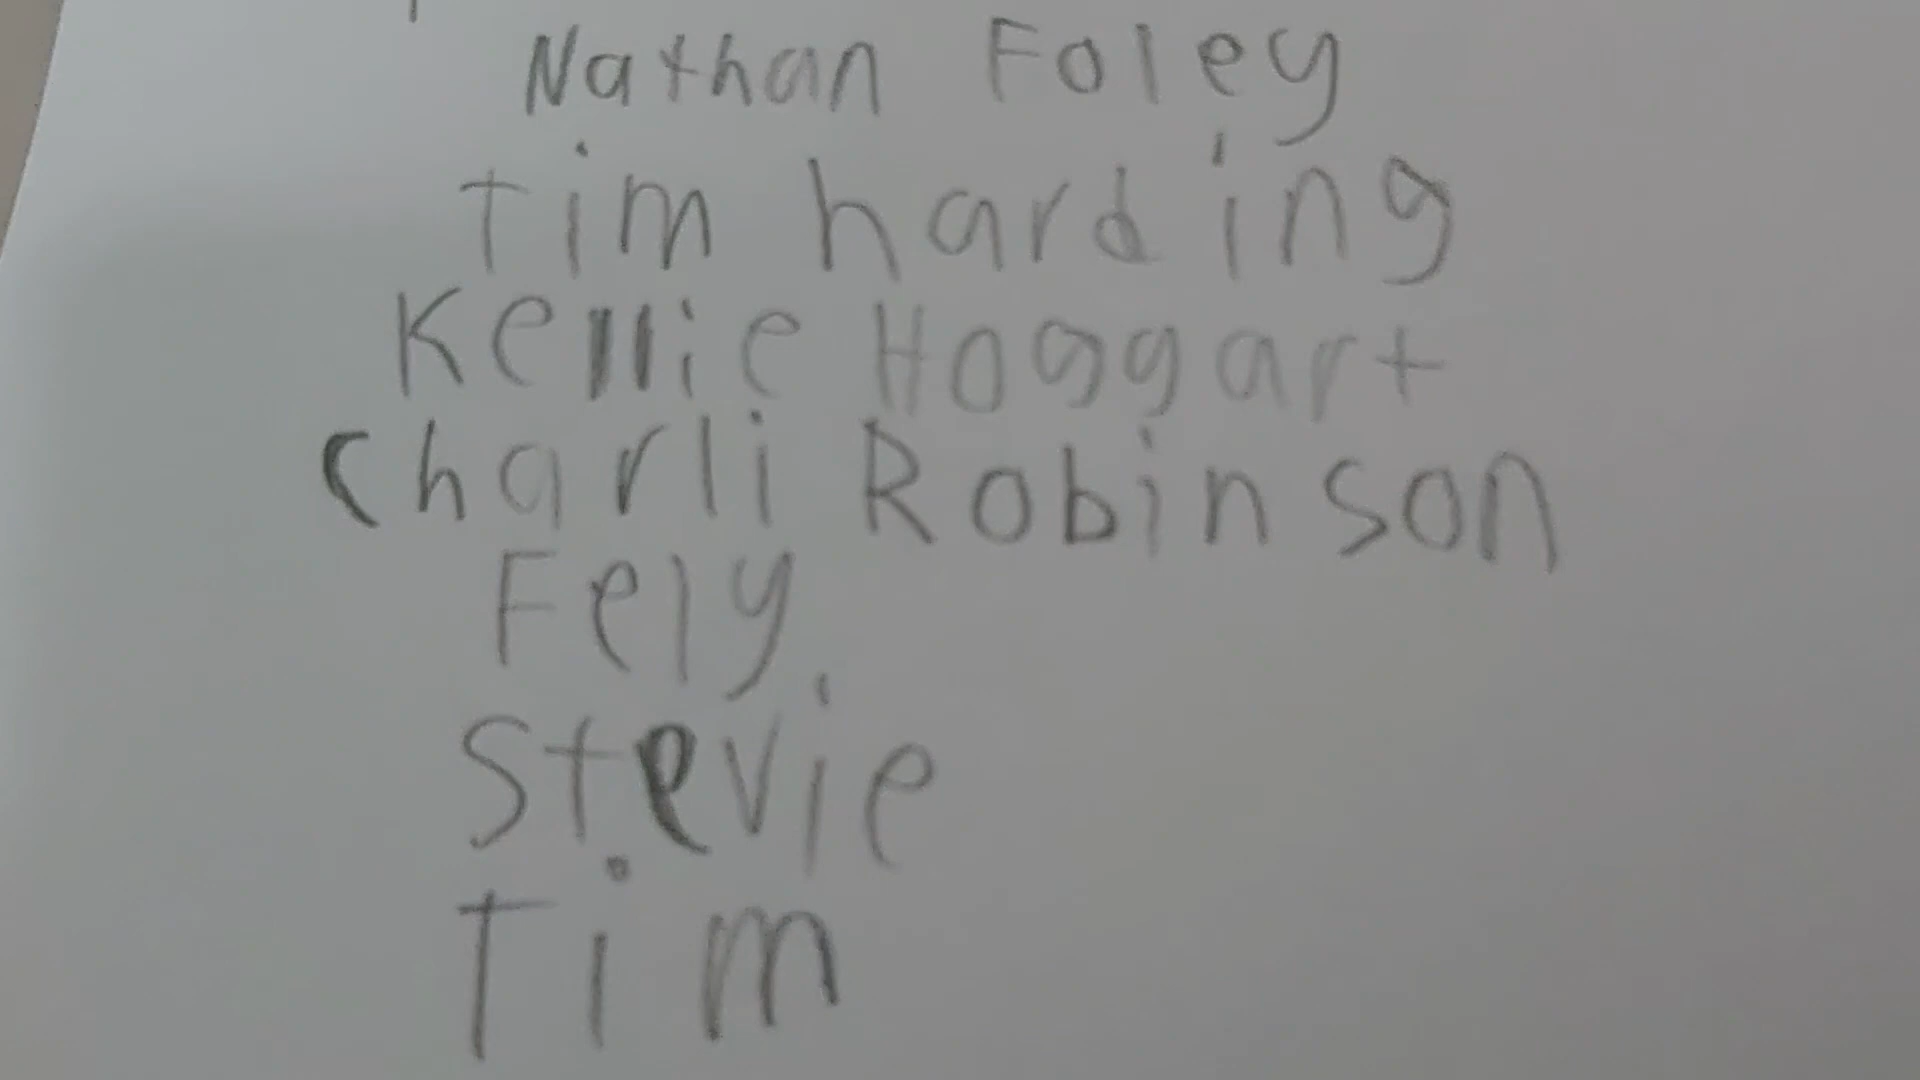 Nathan Foley
Tim harding
Kellie Hoggart
Charli Robinson
Fely
Stevie
Tim